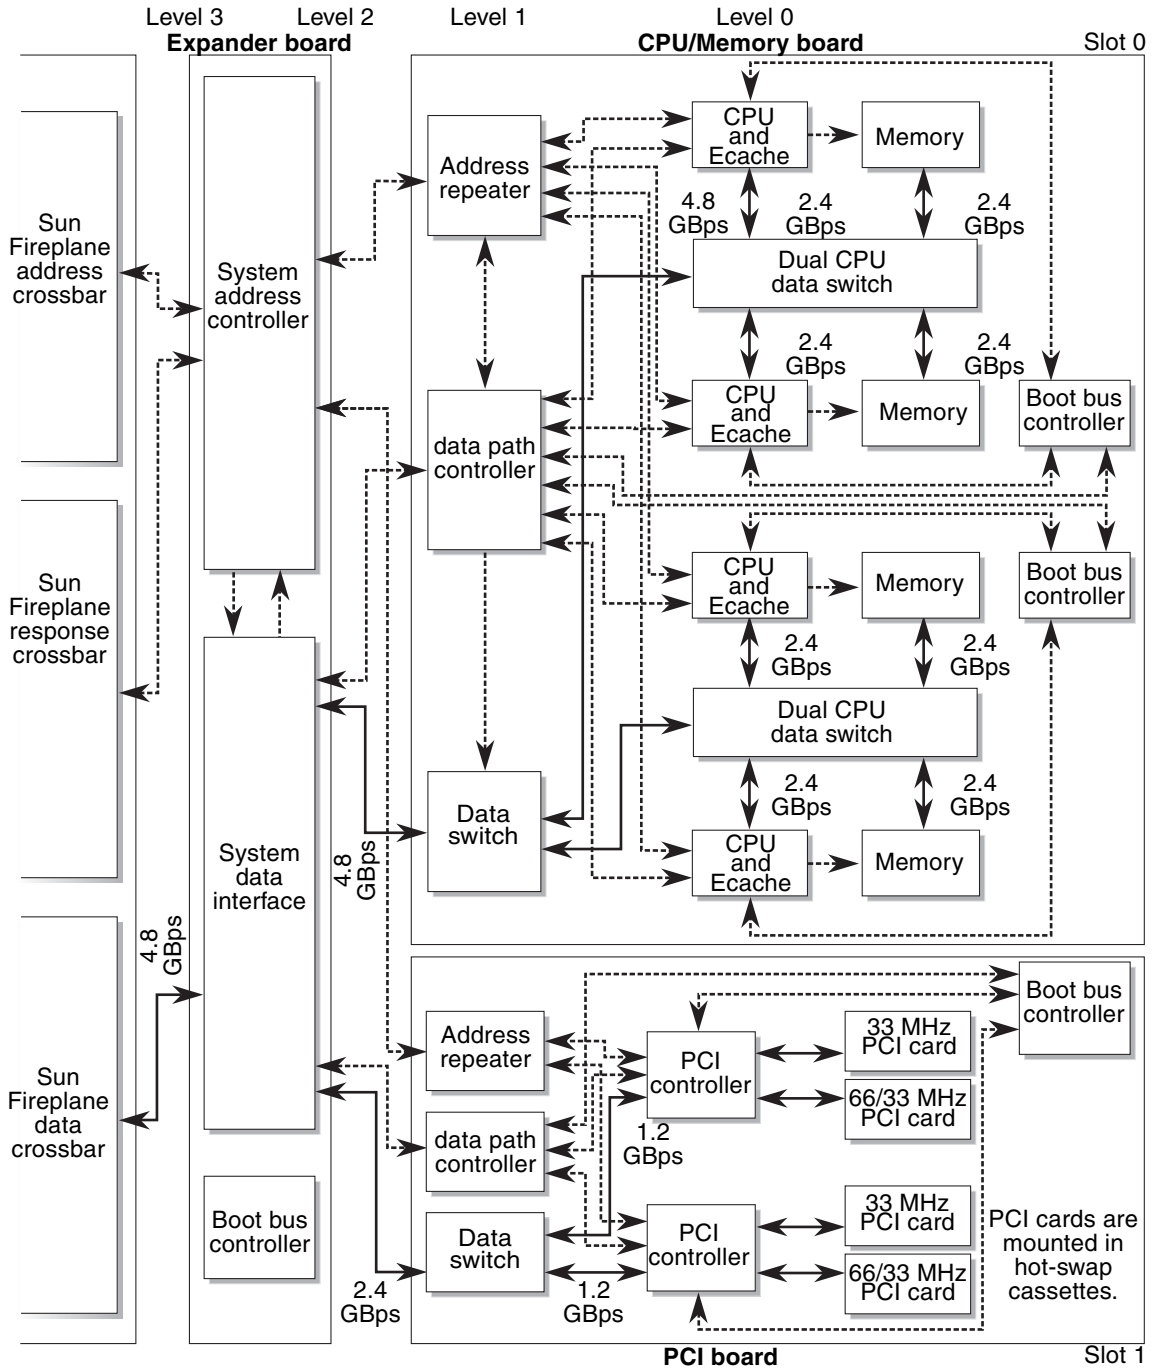 Level 3
Level 2
Level 1
Level 0
Expander board
CPU/Memory board
Slot 0
Sun
Fireplane
address
crossbar
Sun
Fireplane
response
crossbar
4.8
GBps
Sun
Fireplane
data
crossbar
System
address
controller
System
data
interface
Boot bus
controller
4.8
GBps
Address
repeater
data path
controller
Data
switch
CPU
and
Ecache
Memory
4.8
GBps
2.4
GBps
2.4
GBps
Dual CPU
data switch
2.4
GBps
2.4
GBps
CPU
and
Ecache
Memory
Boot bus
controller
CPU
and
Ecache
Memory
Boot bus
controller
2.4
GBps
2.4
GBps
Dual CPU
data switch
2.4
GBps
2.4
GBps
CPU
and
Ecache
Memory
Boot bus
controller
Address
repeater
data path
controller
Data
switch
2.4
GBps
PCI
controller
33 MHz
PCI card
66/33 MHz
PCI card
1.2
GBps
PCI
controller
33 MHz
PCI card
66/33 MHz
PCI card
1.2
GBps
PCI cards are
mounted in
hot-swap
cassettes.
PCI board
Slot 1